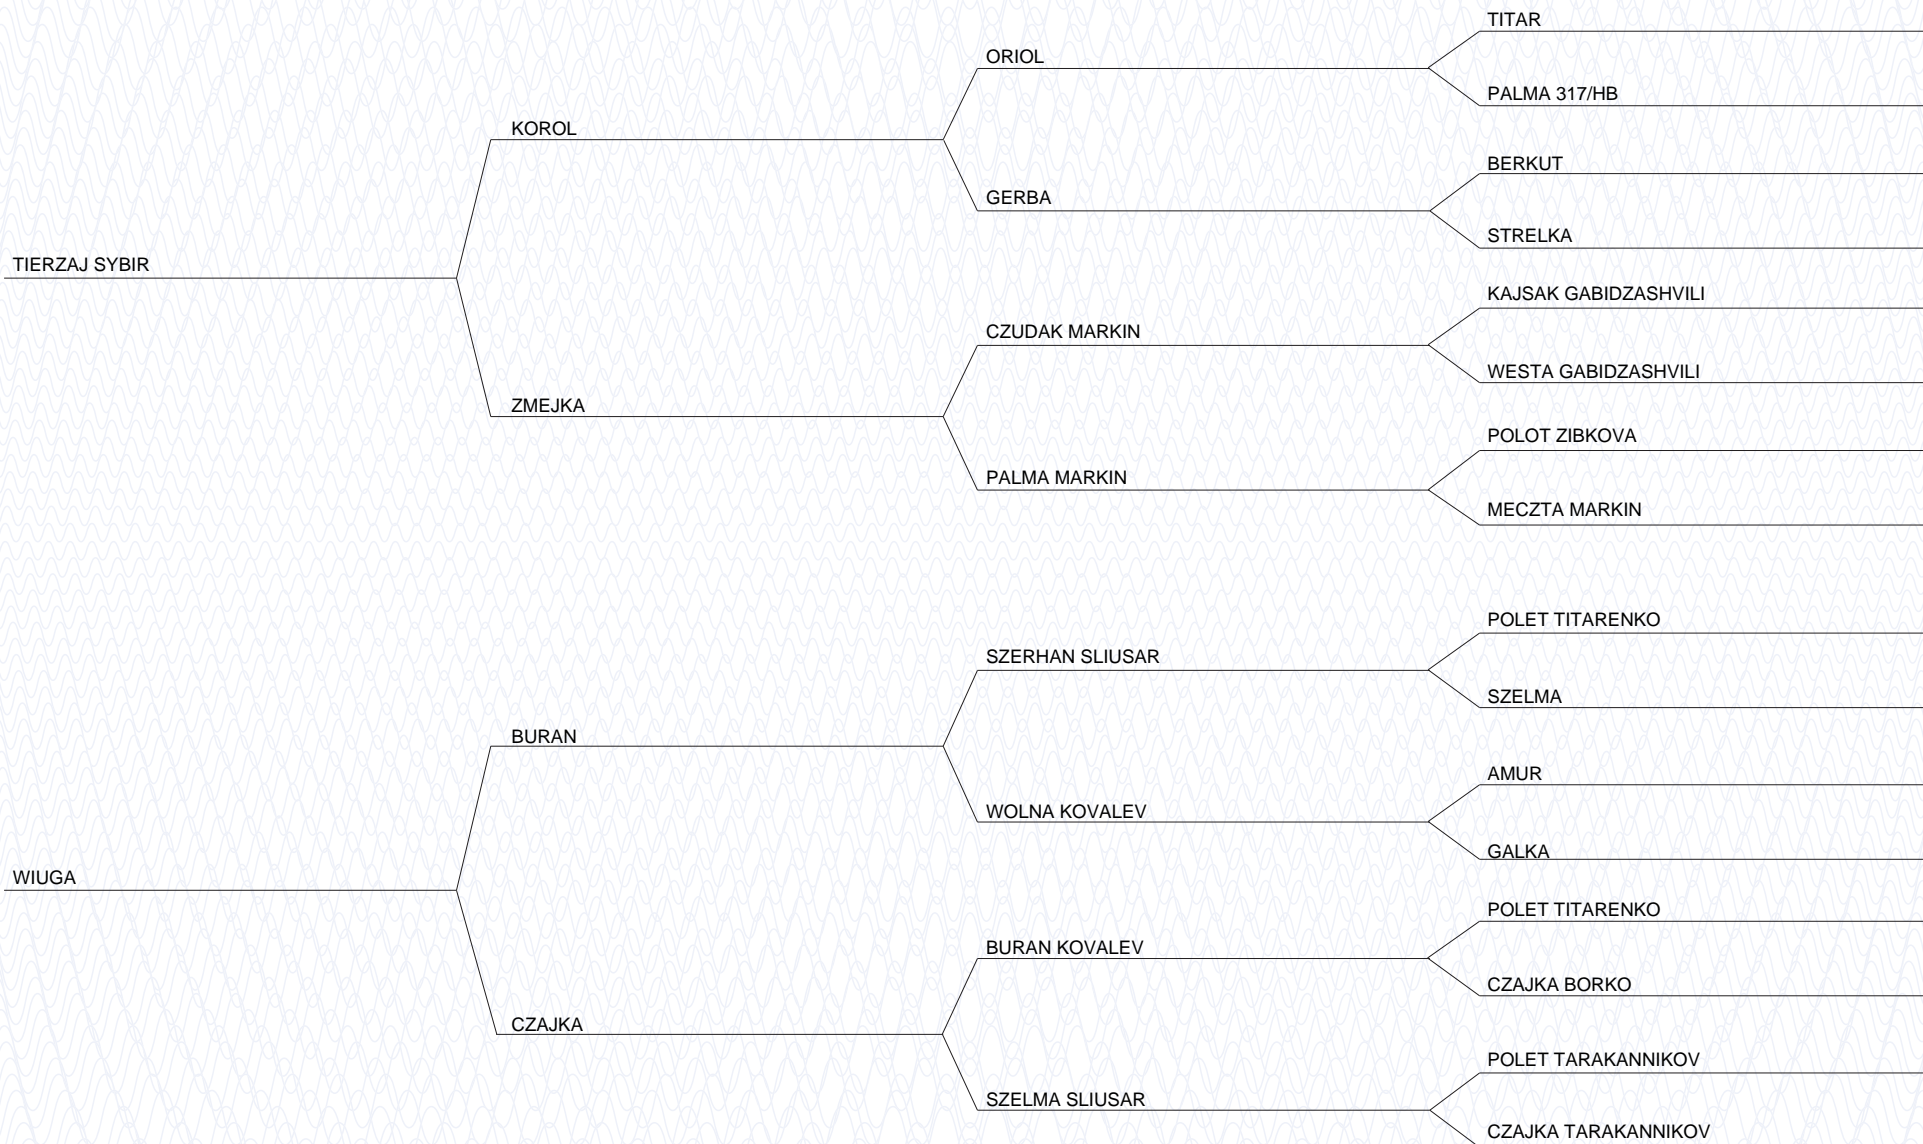 TIERZAJ SYBIR
WIUGA
KOROL
ZMEJKA
BURAN
CZAJKA
ORIOL
GERBA
CZUDAK MARKIN
PALMA MARKIN
SZERHAN SLIUSAR
WOLNA KOVALEV
BURAN KOVALEV
SZELMA SLIUSAR
TITAR
PALMA 317/HB
BERKUT
STRELKA
KAJSAK GABIDZASHVILI
WESTA GABIDZASHVILI
POLOT ZIBKOVA
MECZTA MARKIN
POLET TITARENKO
SZELMA
AMUR
GALKA
POLET TITARENKO
CZAJKA BORKO
POLET TARAKANNIKOV
CZAJKA TARAKANNIKOV